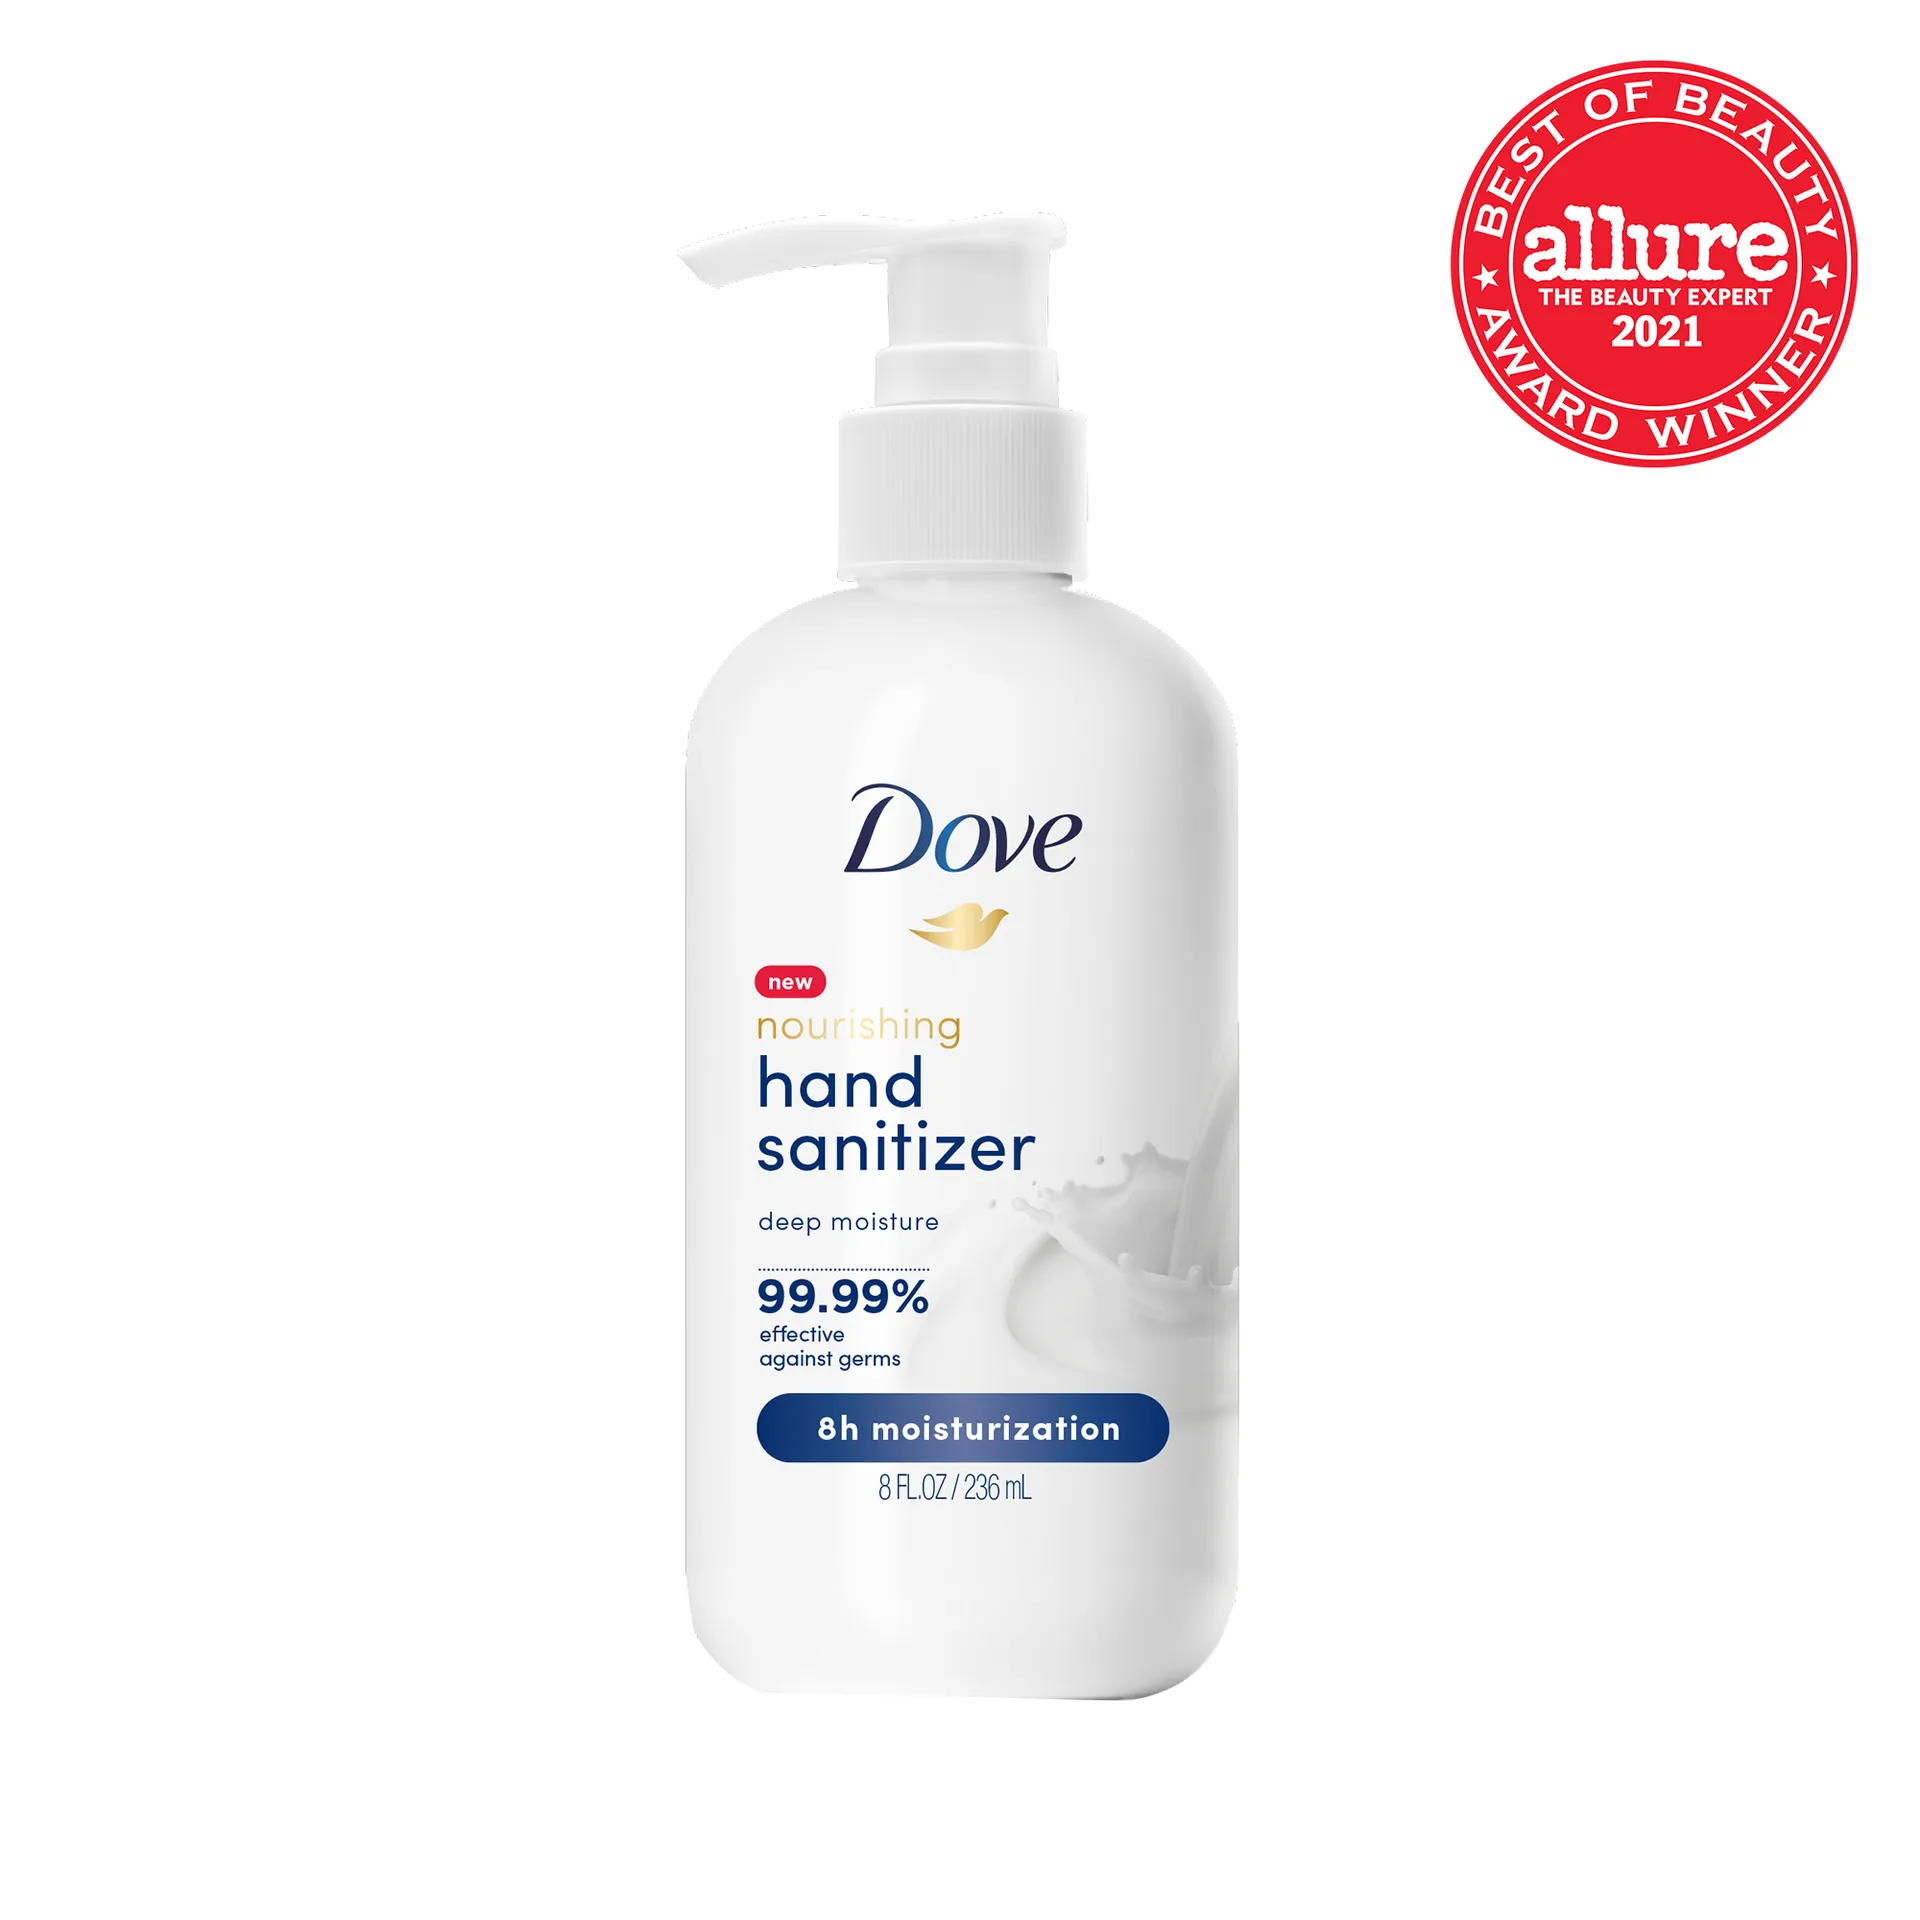 BEST OF BEAUTY
allure
THE BEAUTY EXPERT
2021
AWARD WINNER
Dove
new
nourishing
hand
sanitizer
deep moisture
99.99%
effective
against germs
8h moisturization
8 FL.OZ / 236 mL